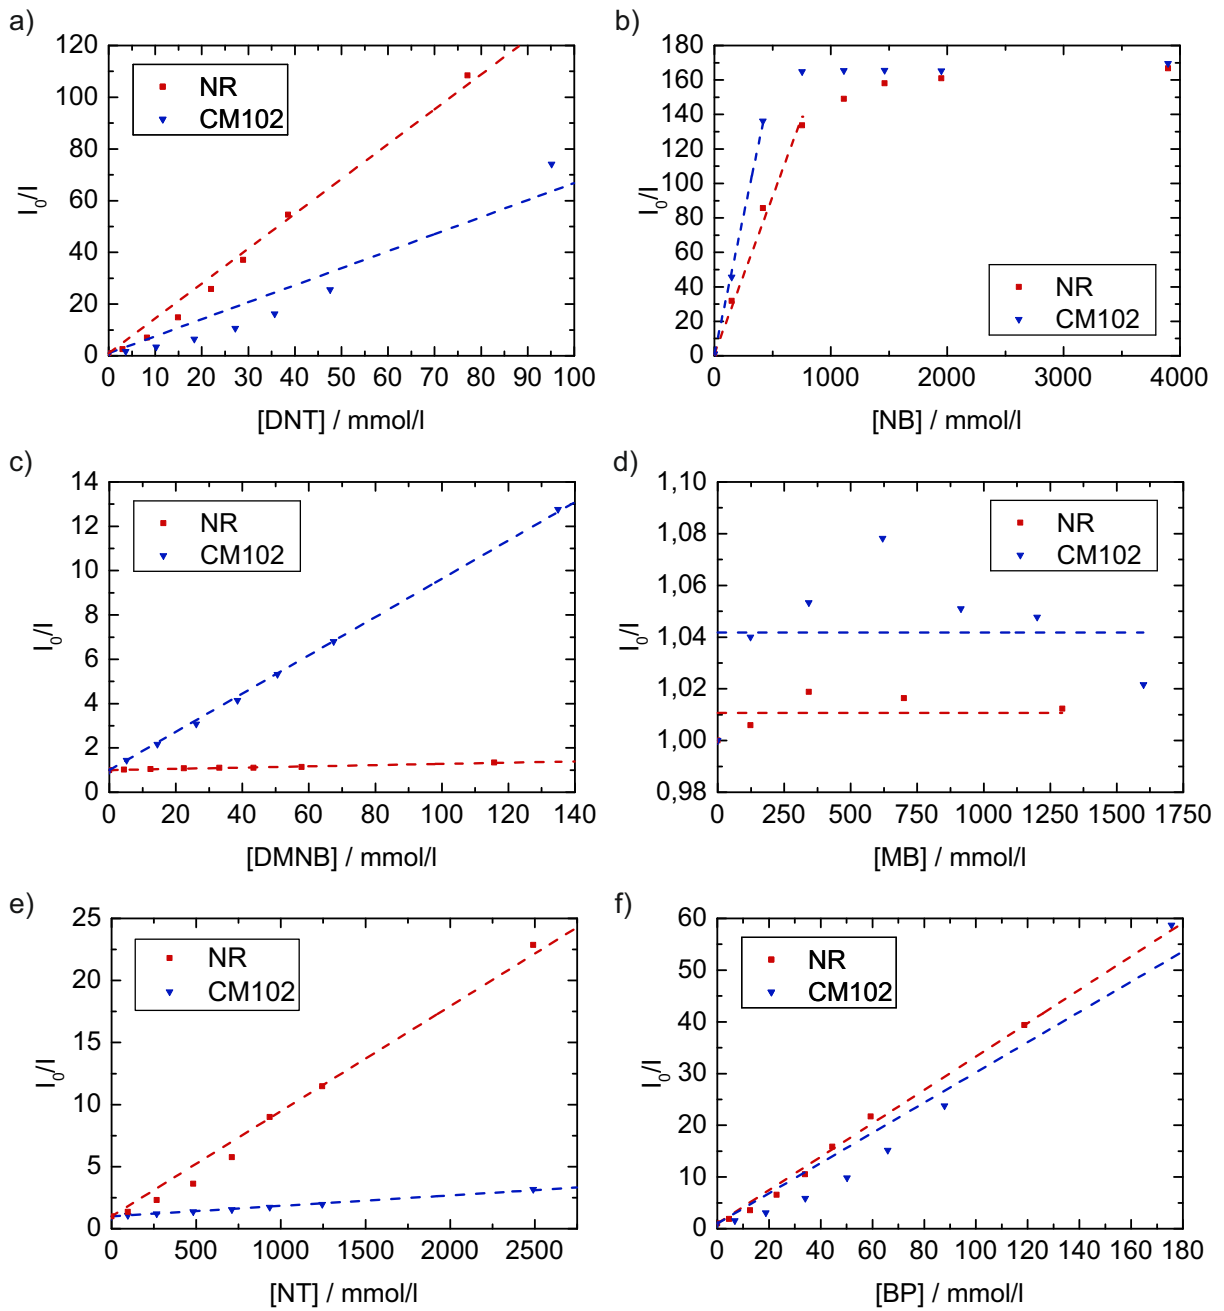 a)
120
100
80
60
40
20
0
I0/I
NR
CM102
0 10 20 30 40 50 60 70 80 90 100
[DNT] / mmol/l
b)
180
160
140
120
100
80
60
40
20
0
I0/I
NR
CM102
0 1000 2000 3000 4000
[NB] / mmol/l
c)
14
12
10
8
6
4
2
0
I0/I
NR
CM102
0 20 40 60 80 100 120 140
[DMNB] / mmol/l
d)
1,10
1,08
1,06
1,04
1,02
1,00
0,98
I0/I
NR
CM102
0 250 500 750 1000 1250 1500 1750
[MB] / mmol/l
e)
25
20
15
10
5
0
I0/I
NR
CM102
0 500 1000 1500 2000 2500
[NT] / mmol/l
f)
60
50
40
30
20
10
0
I0/I
NR
CM102
0 20 40 60 80 100 120 140 160 180
[BP] / mmol/l